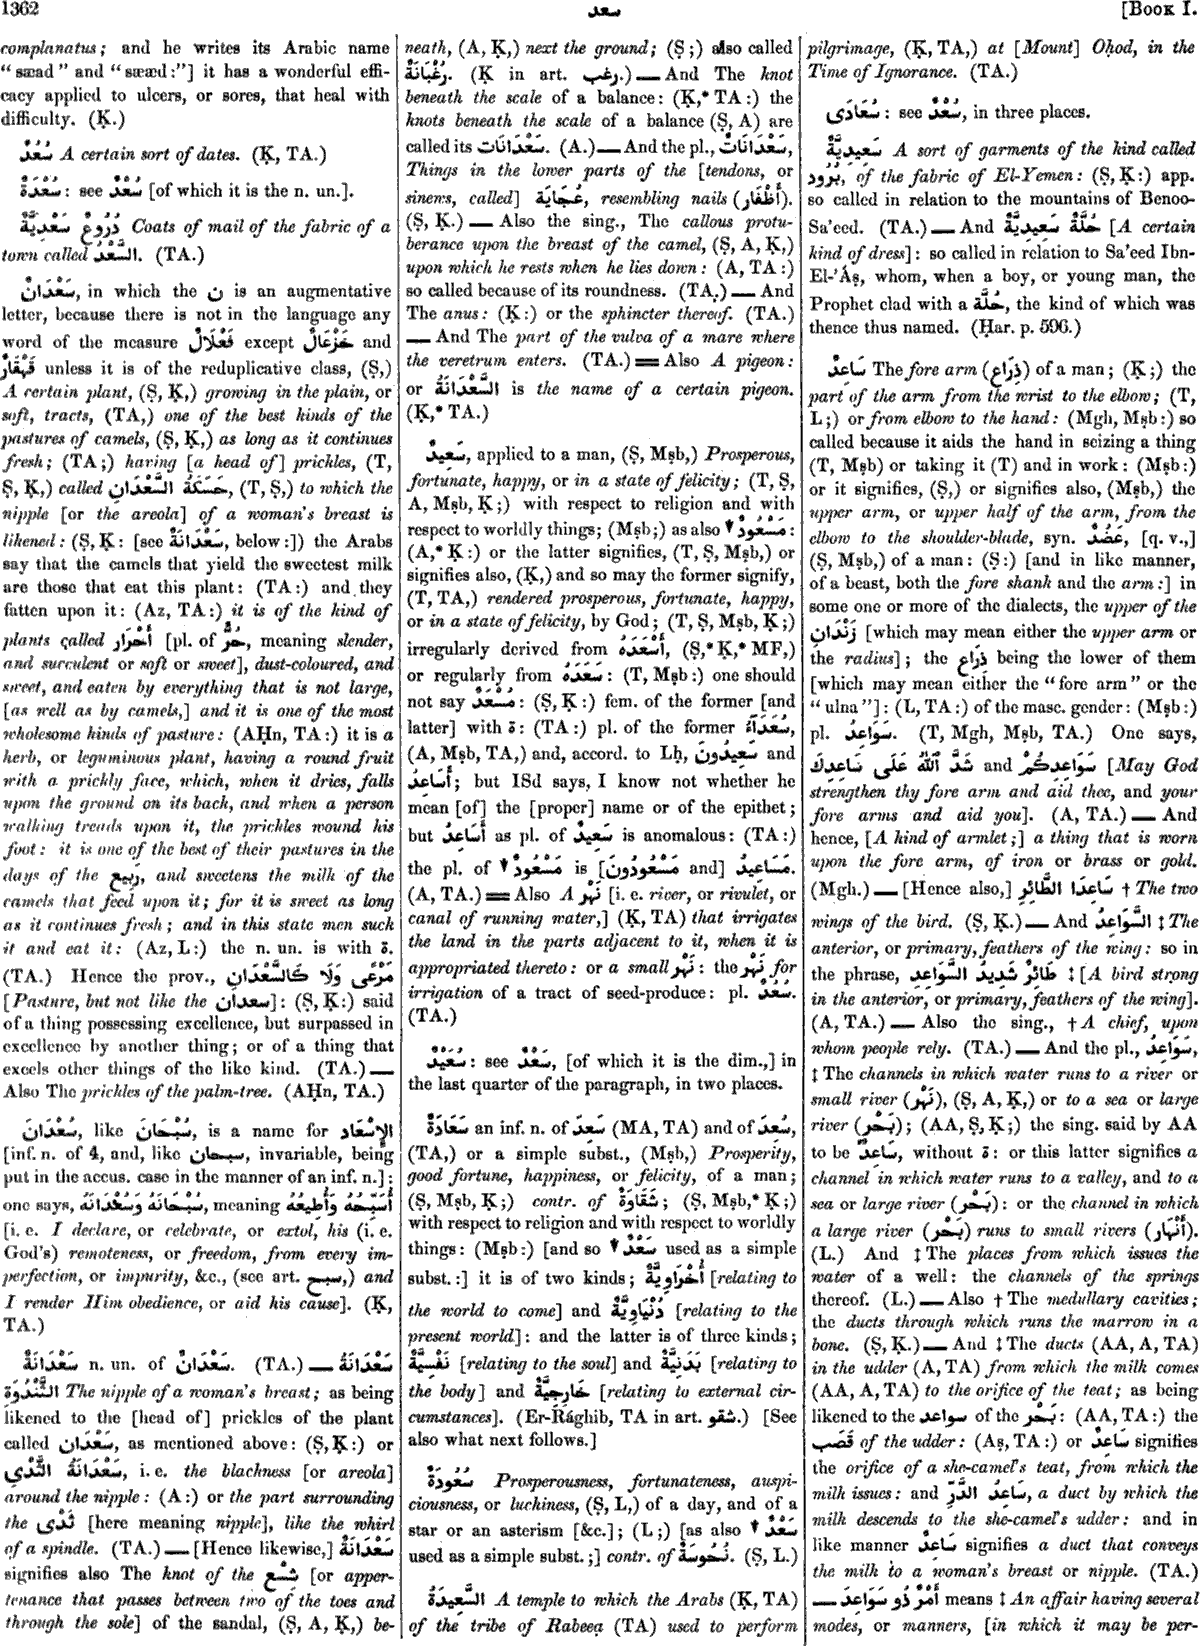 1362
سعد
[Book I.
complanatus; and he writes its Arabic name
“sæad” and “sææd:”] it has a wonderful effi-
cacy applied to ulcers, or sores, that heal with
difficulty. (Ḳ.)
سُعُدٌ A certain sort of dates. (Ḳ, TA.)
سُعْدَةٌ: see سُعْدٌ [of which it is the n. un.].
دُرُوعٌ سَعْدِيَّةٌ Coats of mail of the fabric of a
town called السَّعْدُ. (TA.)
سَعْدَانٌ, in which the ن is an augmentative
letter, because there is not in the language any
word of the measure فَعْلَالٌ except خَزْعَالٌ and
قَهْقَارٌ unless it is of the reduplicative class, (Ṣ,)
A certain plant, (Ṣ, Ḳ,) growing in the plain, or
soft, tracts, (TA,) one of the best kinds of the
pastures of camels, (Ṣ, Ḳ,) as long as it continues
fresh; (TA;) having [a head of] prickles, (T,
Ṣ, Ḳ,) called حَسَكَةُ السَّعْدَانِ, (T, Ṣ,) to which the
nipple [or the areola] of a woman's breast is
likened: (Ṣ, Ḳ: [see سَعْدَانَةٌ, below:]) the Arabs
say that the camels that yield the sweetest milk
are those that eat this plant: (TA:) and they
fatten upon it: (Az, TA:) it is of the kind of
plants called أَحْرَار [pl. of حُرٌّ, meaning slender,
and succulent or soft or sweet], dust-coloured, and
sweet, and eaten by everything that is not large,
[as well as by camels,] and it is one of the most
wholesome kinds of pasture: (AḤn, TA:) it is a
herb, or leguminous plant, having a round fruit
with a prickly face, which, when it dries, falls
upon the ground on its back, and when a person
walking treads upon it, the prickles wound his
foot: it is one of the best of their pastures in the
days of the رَبِيع, and sweetens the milk of the
camels that feed upon it; for it is sweet as long
as it continues fresh; and in this state men suck
it and eat it: (Az, L:) the n. un. is with ة.
(TA.) Hence the prov., مَرْعًى وَلَا كَالسَّعْدَانِ
[Pasture, but not like the سعدان]: (Ṣ, Ḳ:) said
of a thing possessing excellence, but surpassed in
excellence by another thing; or of a thing that
excels other things of the like kind. (TA.) —
Also The prickles of the palm-tree. (AḤn, TA.)
سُعْدَانَ, like سُبْحَانَ, is a name for الإِسْعَاد
[inf. n. of 4, and, like سبحان, invariable, being
put in the accus. case in the manner of an inf. n.]:
one says, سُبْحَانَهُ وَسُعْدَانَهُ, meaning أُسَبِّحُهُ وَأُطِيعُهُ
[i. e. I declare, or celebrate, or extol, his (i. e.
God's) remoteness, or freedom, from every im-
perfection, or impurity, &c., (see art. سبح,) and
I render Him obedience, or aid his cause]. (Ḳ,
TA.)
سَعْدَانَةٌ n. un. of سَعْدَانٌ. (TA.) — سَعْدَانَةُ
الثَّنْدُوَةِ The nipple of a woman's breast; as being
likened to the [head of] prickles of the plant
called سَعْدَان, as mentioned above: (Ṣ, Ḳ:) or
سَعْدَانَةُ الثَّدْىِ, i. e. the blackness [or areola]
around the nipple: (A:) or the part surrounding
the ثَدْى [here meaning nipple], like the whirl
of a spindle. (TA.) — [Hence likewise,] سَعْدَانَةٌ
signifies also The knot of the شِسْع [or apper-
tenance that passes between two of the toes and
through the sole] of the sandal, (Ṣ, A, Ḳ,) be-
neath, (A, Ḳ,) next the ground; (Ṣ;) also called
رُغْبَانَةٌ. (Ḳ in art. رغب.) — And The knot
beneath the scale of a balance: (Ḳ,* TA:) the
knots beneath the scale of a balance (Ṣ, A) are
called its سَعْدَانَات. (A.) — And the pl., سَعْدَانَاتٌ,
Things in the lower parts of the [tendons, or
sinews, called] عُجَايَة, resembling nails (أَظْفَار).
(Ṣ, Ḳ.) — Also the sing., The callous protu-
berance upon the breast of the camel, (Ṣ, A, Ḳ,)
upon which he rests when he lies down: (A, TA:)
so called because of its roundness. (TA.) — And
The anus: (Ḳ:) or the sphincter thereof. (TA.)
— And The part of the vulva of a mare where
the veretrum enters. (TA.) = Also A pigeon:
or السَّعْدَانَةُ is the name of a certain pigeon.
(Ḳ,* TA.)
سَعِيدٌ, applied to a man, (Ṣ, Mṣb,) Prosperous,
fortunate, happy, or in a state of felicity; (T, Ṣ,
A, Mṣb, Ḳ;) with respect to religion and with
respect to worldly things; (Mṣb;) as also ▼ مَسْعُودٌ:
(A,* Ḳ:) or the latter signifies, (T, Ṣ, Mṣb,) or
signifies also, (Ḳ,) and so may the former signify,
(T, TA,) rendered prosperous, fortunate, happy,
or in a state of felicity, by God; (T, Ṣ, Mṣb, Ḳ;)
irregularly derived from أَسْعَدَهُ, (Ṣ,* Ḳ,* MF,)
or regularly from سَعَدَهُ: (T, Mṣb:) one should
not say مُسْعَدٌ: (Ṣ, Ḳ:) fem. of the former [and
latter] with ة: (TA:) pl. of the former سُعَدَآءُ,
(A, Mṣb, TA,) and, accord. to Lḥ, سَعِيدُونَ and
أَسَاعِدُ; but ISd says, I know not whether he
mean [of] the [proper] name or of the epithet;
but أَسَاعِدُ as pl. of سَعِيدٌ is anomalous: (TA:)
the pl. of ▼ مَسْعُودٌ is [مَسْعُودُونَ and] مَسَاعِيدُ.
(A, TA.) = Also A نَهْر [i. e. river, or rivulet, or
canal of running water,] (Ḳ, TA) that irrigates
the land in the parts adjacent to it, when it is
appropriated thereto: or a small نَهْر: the نَهْر for
irrigation of a tract of seed-produce: pl. سُعُدٌ.
(TA.)
سُعَيْدٌ: see سَعْدٌ, [of which it is the dim.,] in
the last quarter of the paragraph, in two places.
سَعَادَةٌ an inf. n. of سَعِدَ (MA, TA) and of سُعِدَ,
(TA,) or a simple subst., (Mṣb,) Prosperity,
good fortune, happiness, or felicity, of a man;
(Ṣ, Mṣb, Ḳ;) contr. of شَقَاوَةٌ; (Ṣ, Mṣb,* Ḳ;)
with respect to religion and with respect to worldly
things: (Mṣb:) [and so ▼ سَعْدٌ used as a simple
subst.:] it is of two kinds; أُخْرَاوِيَّةٌ [relating to
the world to come] and دُنْيَاوِيَّةٌ [relating to the
present world]: and the latter is of three kinds;
نَفْسِيَّةٌ [relating to the soul] and بَدَنِيَّةٌ [relating to
the body] and خَارِجِيَّةٌ [relating to external cir-
cumstances]. (Er-Rághib, TA in art. شقو.) [See
also what next follows.]
سُعُودَةٌ Prosperousness, fortunateness, auspi-
ciousness, or luckiness, (Ṣ, L,) of a day, and of a
star or an asterism [&c.]; (L;) [as also ▼ سَعْدٌ
used as a simple subst.;] contr. of نُحُوسَةٌ. (Ṣ, L.)
السَّعِيدَةُ A temple to which the Arabs (Ḳ, TA)
of the tribe of Rabeea (TA) used to perform
pilgrimage, (Ḳ, TA,) at [Mount] Oḥod, in the
Time of Ignorance. (TA.)
سُعَادَى: see سُعْدٌ, in three places.
سَعِيدِيَّةٌ A sort of garments of the kind called
بُرُود, of the fabric of El-Yemen: (Ṣ, Ḳ:) app.
so called in relation to the mountains of Benoo-
Sa'eed. (TA.) — And حُلَّةٌ سَعِيدِيَّةٌ [A certain
kind of dress]: so called in relation to Sa'eed Ibn-
El-'Áṣ, whom, when a boy, or young man, the
Prophet clad with a حُلَّة, the kind of which was
thence thus named. (Ḥar. p. 596.)
سَاعِدٌ The fore arm (ذِرَاع) of a man; (Ḳ;) the
part of the arm from the wrist to the elbow; (T,
L;) or from elbow to the hand: (Mgh, Mṣb:) so
called because it aids the hand in seizing a thing
(T, Mṣb) or taking it (T) and in work: (Mṣb:)
or it signifies, (Ṣ,) or signifies also, (Mṣb,) the
upper arm, or upper half of the arm, from the
elbow to the shoulder-blade, syn. عَضُدٌ, [q. v.,]
(Ṣ, Mṣb,) of a man: (Ṣ:) [and in like manner,
of a beast, both the fore shank and the arm:] in
some one or more of the dialects, the upper of the
زَنْدَانِ [which may mean either the upper arm or
the radius]; the ذِرَاع being the lower of them
[which may mean either the “fore arm” or the
“ulna”]: (L, TA:) of the masc. gender: (Mṣb:)
pl. سَوَاعِدُ. (T, Mgh, Mṣb, TA.) One says,
شَدَّ ٱللّٰهُ عَلَى سَاعِدِكَ and سَوَاعِدِكُمْ [May God
strengthen thy fore arm and aid thee, and your
fore arms and aid you]. (A, TA.) — And
hence, [A kind of armlet;] a thing that is worn
upon the fore arm, of iron or brass or gold.
(Mgh.) — [Hence also,] سَاعِدَا الطَّائِرِ † The two
wings of the bird. (Ṣ, Ḳ.) — And السَّوَاعِدُ ‡ The
anterior, or primary, feathers of the wing: so in
the phrase, طَائِرٌ شَدِيدُ السَّوَاعِدِ ‡ [A bird strong
in the anterior, or primary, feathers of the wing].
(A, TA.) — Also the sing., † A chief, upon
whom people rely. (TA.) — And the pl., سَوَاعِدُ,
‡ The channels in which water runs to a river or
small river (نَهْر), (Ṣ, A, Ḳ,) or to a sea or large
river (بَحْر); (AA, Ṣ, Ḳ;) the sing. said by AA
to be سَاعِدٌ, without ة: or this latter signifies a
channel in which water runs to a valley, and to a
sea or large river (بَحْر): or the channel in which
a large river (بَحْر) runs to small rivers (أَنْهَار).
(L.) And ‡ The places from which issues the
water of a well: the channels of the springs
thereof. (L.) — Also † The medullary cavities;
the ducts through which runs the marrow in a
bone. (Ṣ, Ḳ.) — And ‡ The ducts (AA, A, TA)
in the udder (A, TA) from which the milk comes
(AA, A, TA) to the orifice of the teat; as being
likened to the سواعد of the بَحْر: (AA, TA:) the
قَصَب of the udder: (Aṣ, TA:) or سَاعِدٌ signifies
the orifice of a she-camel's teat, from which the
milk issues: and سَاعِدُ الدَّرِّ, a duct by which the
milk descends to the she-camel's udder: and in
like manner سَاعِدٌ signifies a duct that conveys
the milk to a woman's breast or nipple. (TA.)
— أَمْرٌ ذُو سَوَاعِدَ means ‡ An affair having several
modes, or manners, [in which it may be per-